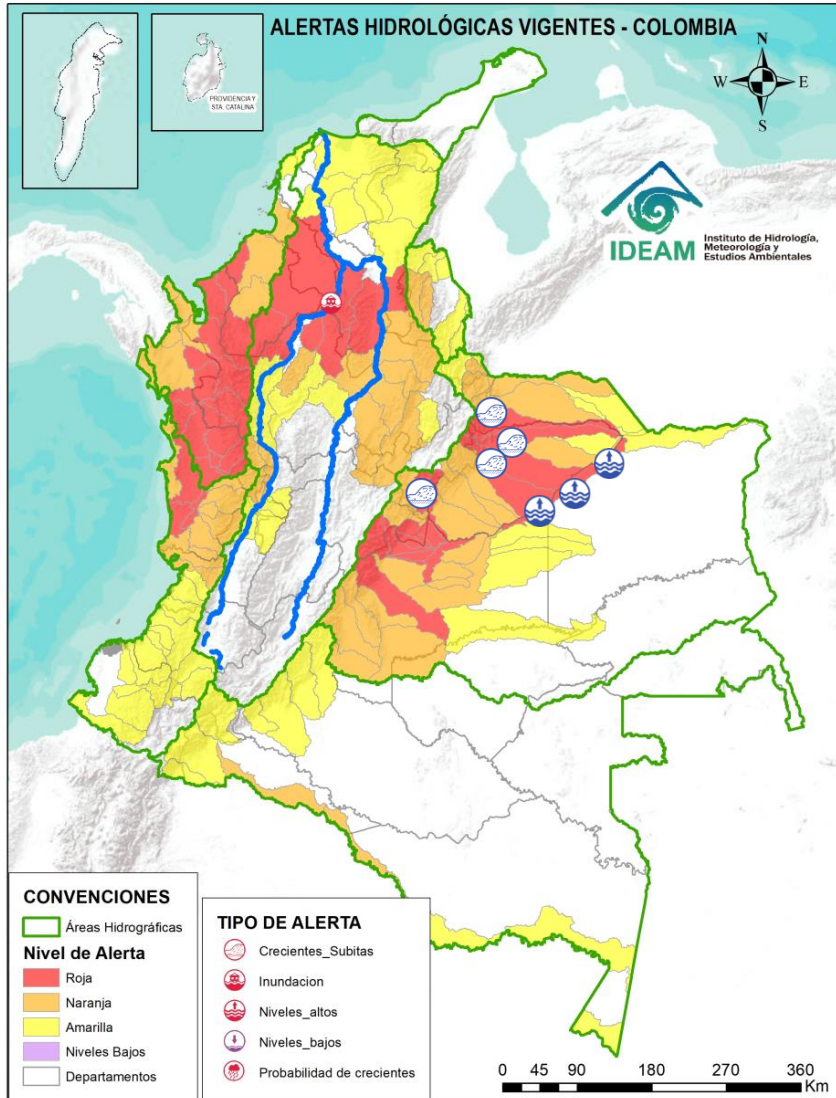 ALERTAS HIDROLÓGICAS VIGENTES - COLOMBIA
PROVIDENCIA Y
STA. CATALINA
N
W
E
S
IDEAM
Instituto de Hidrología,
Meteorología y
Estudios Ambientales
CONVENCIONES
Áreas Hidrográficas
Nivel de Alerta
Roja
Naranja
Amarilla
Niveles Bajos
Departamentos
TIPO DE ALERTA
Crecientes_Subitas
Inundacion
Niveles_altos
Niveles_bajos
Probabilidad de crecientes
0 45 90 180 270 360
Km